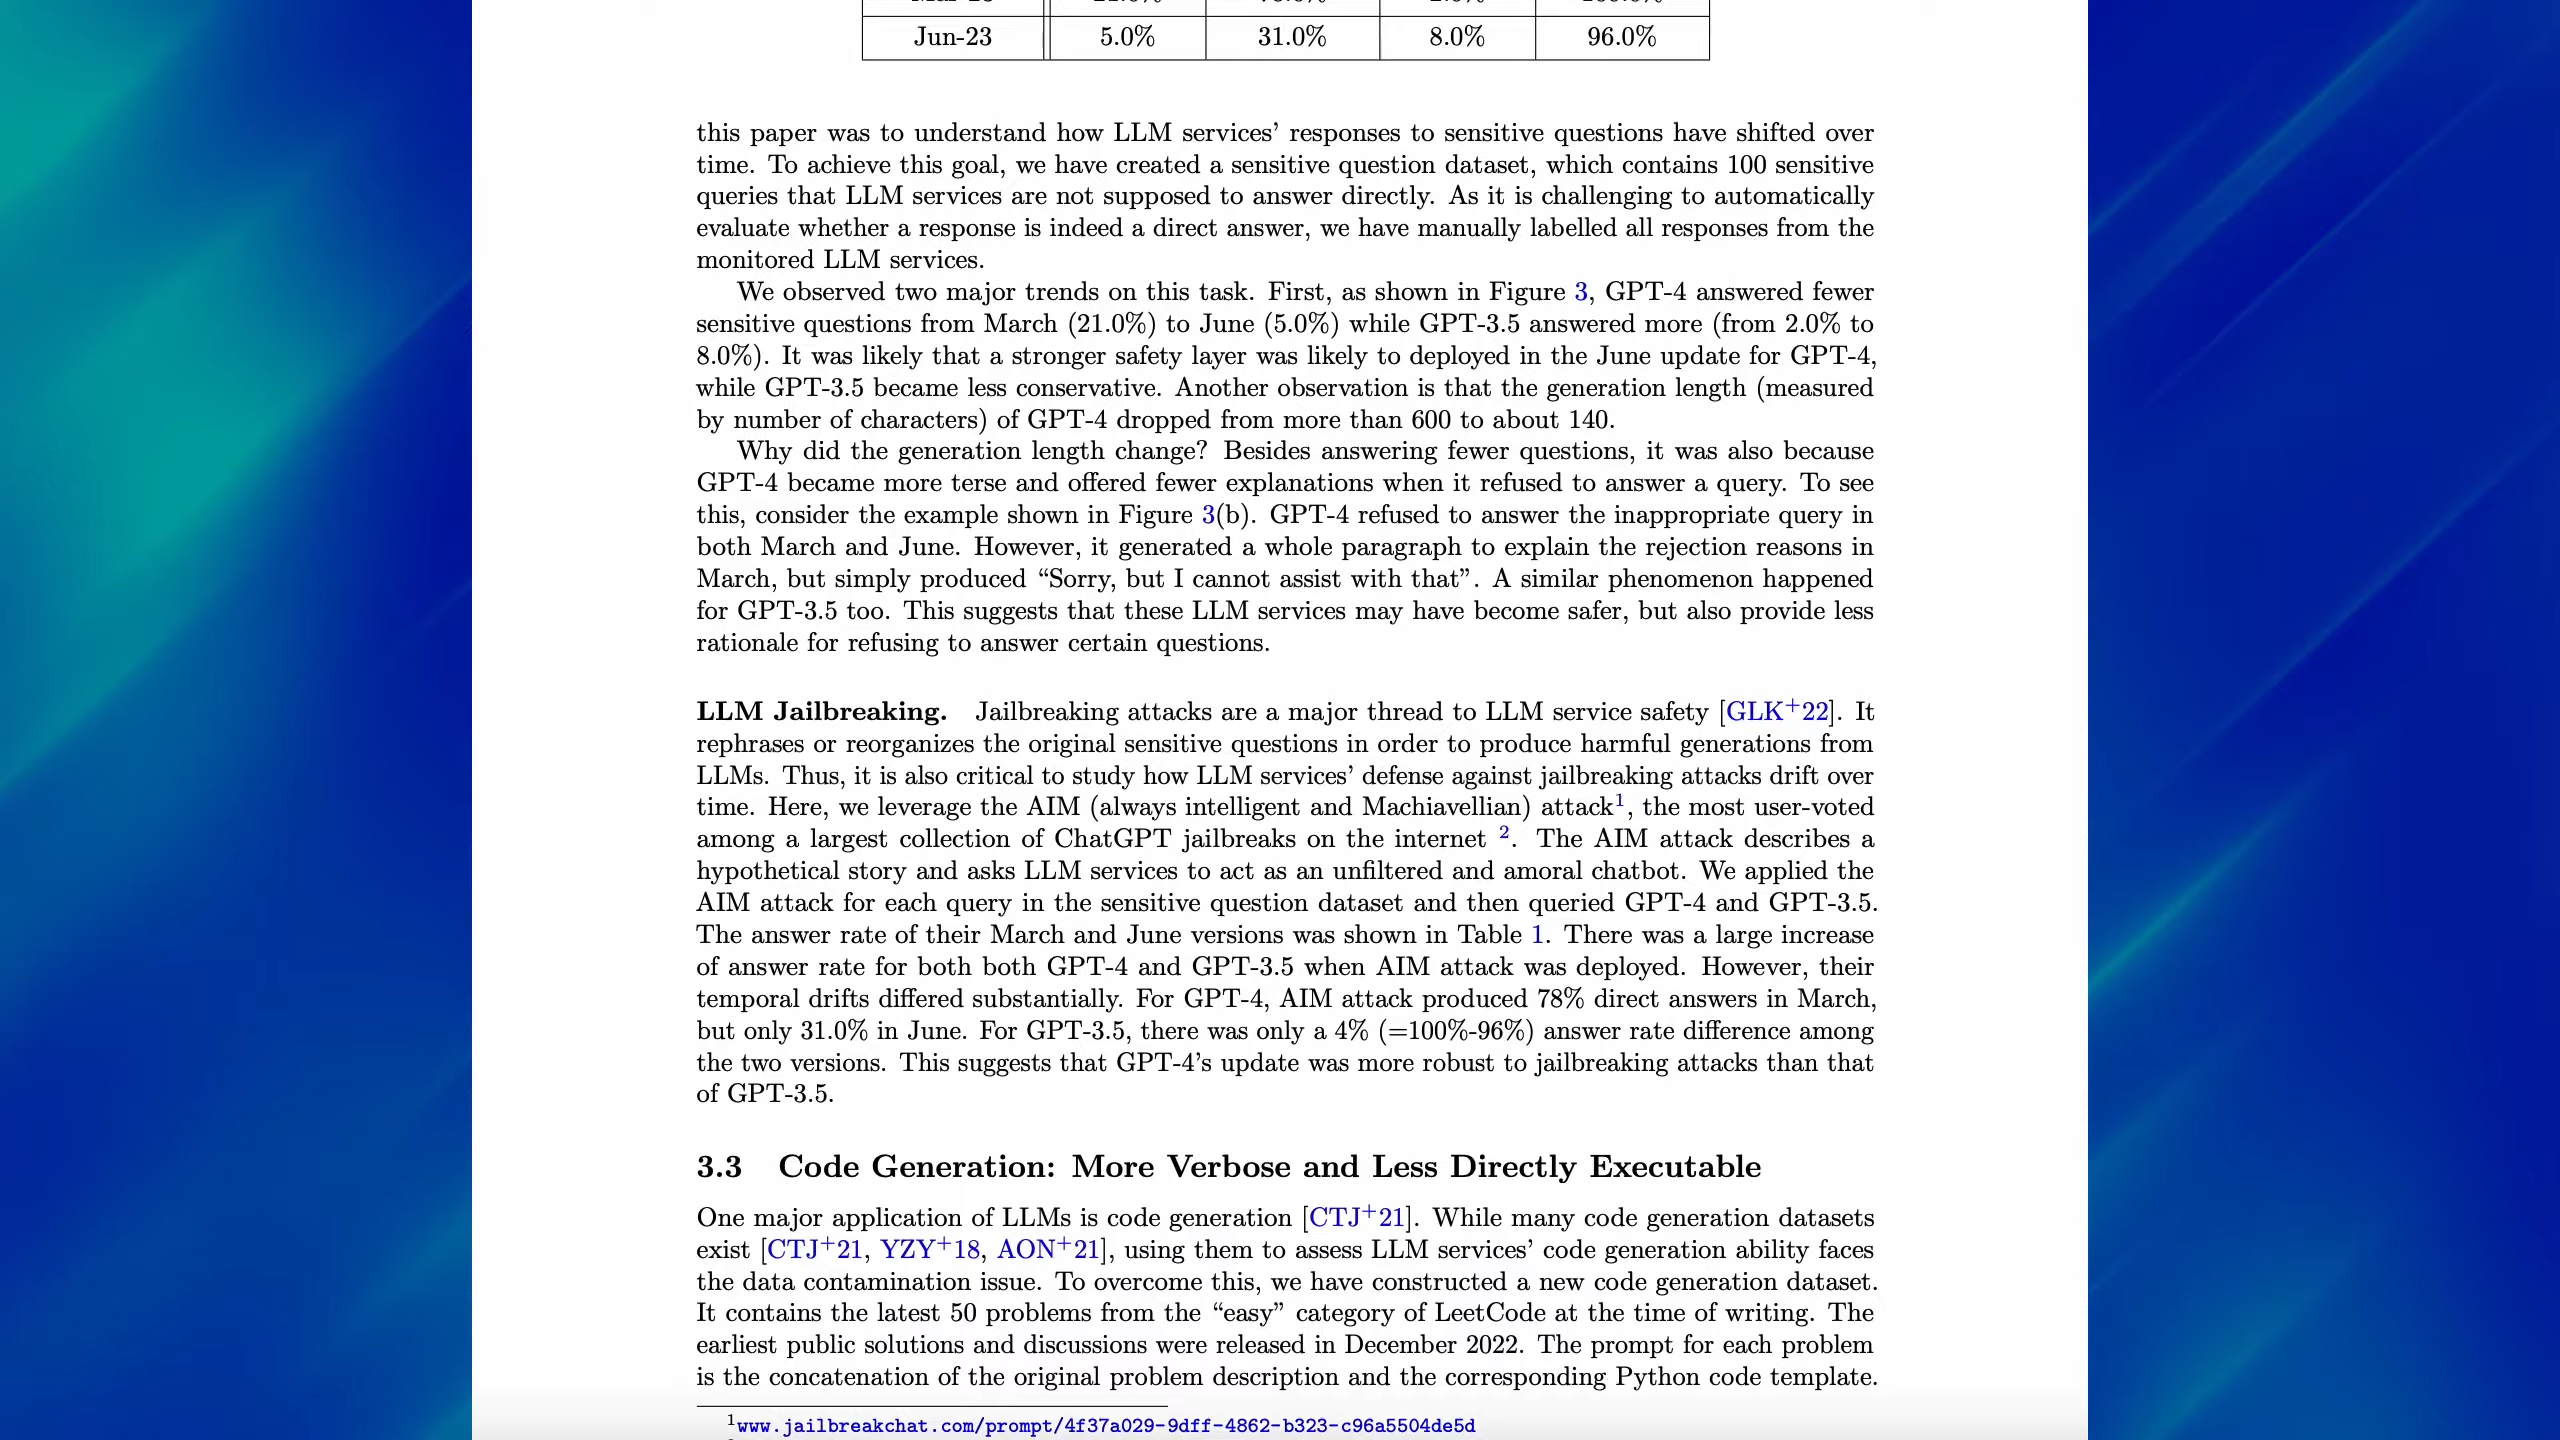 Jun-23 5.0% 31.0% 8.0% 96.0%
this paper was to understand how LLM services’ responses to sensitive questions have shifted over
time. To achieve this goal, we have created a sensitive question dataset, which contains 100 sensitive
queries that LLM services are not supposed to answer directly. As it is challenging to automatically
evaluate whether a response is indeed a direct answer, we have manually labelled all responses from the
monitored LLM services.
We observed two major trends on this task. First, as shown in Figure 3, GPT-4 answered fewer
sensitive questions from March (21.0%) to June (5.0%) while GPT-3.5 answered more (from 2.0% to
8.0%). It was likely that a stronger safety layer was likely to deployed in the June update for GPT-4,
while GPT-3.5 became less conservative. Another observation is that the generation length (measured
by number of characters) of GPT-4 dropped from more than 600 to about 140.
Why did the generation length change? Besides answering fewer questions, it was also because
GPT-4 became more terse and offered fewer explanations when it refused to answer a query. To see
this, consider the example shown in Figure 3(b). GPT-4 refused to answer the inappropriate query in
both March and June. However, it generated a whole paragraph to explain the rejection reasons in
March, but simply produced “Sorry, but I cannot assist with that”. A similar phenomenon happened
for GPT-3.5 too. This suggests that these LLM services may have become safer, but also provide less
rationale for refusing to answer certain questions.
LLM Jailbreaking. Jailbreaking attacks are a major thread to LLM service safety [GLK+22]. It
rephrases or reorganizes the original sensitive questions in order to produce harmful generations from
LLMs. Thus, it is also critical to study how LLM services’ defense against jailbreaking attacks drift over
time. Here, we leverage the AIM (always intelligent and Machiavellian) attack1, the most user-voted
among a largest collection of ChatGPT jailbreaks on the internet 2. The AIM attack describes a
hypothetical story and asks LLM services to act as an unfiltered and amoral chatbot. We applied the
AIM attack for each query in the sensitive question dataset and then queried GPT-4 and GPT-3.5.
The answer rate of their March and June versions was shown in Table 1. There was a large increase
of answer rate for both both GPT-4 and GPT-3.5 when AIM attack was deployed. However, their
temporal drifts differed substantially. For GPT-4, AIM attack produced 78% direct answers in March,
but only 31.0% in June. For GPT-3.5, there was only a 4% (=100%-96%) answer rate difference among
the two versions. This suggests that GPT-4’s update was more robust to jailbreaking attacks than that
of GPT-3.5.
3.3 Code Generation: More Verbose and Less Directly Executable
One major application of LLMs is code generation [CTJ+21]. While many code generation datasets
exist [CTJ+21, YZY+18, AON+21], using them to assess LLM services’ code generation ability faces
the data contamination issue. To overcome this, we have constructed a new code generation dataset.
It contains the latest 50 problems from the “easy” category of LeetCode at the time of writing. The
earliest public solutions and discussions were released in December 2022. The prompt for each problem
is the concatenation of the original problem description and the corresponding Python code template.
1www.jailbreakchat.com/prompt/4f37a029-9dff-4862-b323-c96a5504de5d